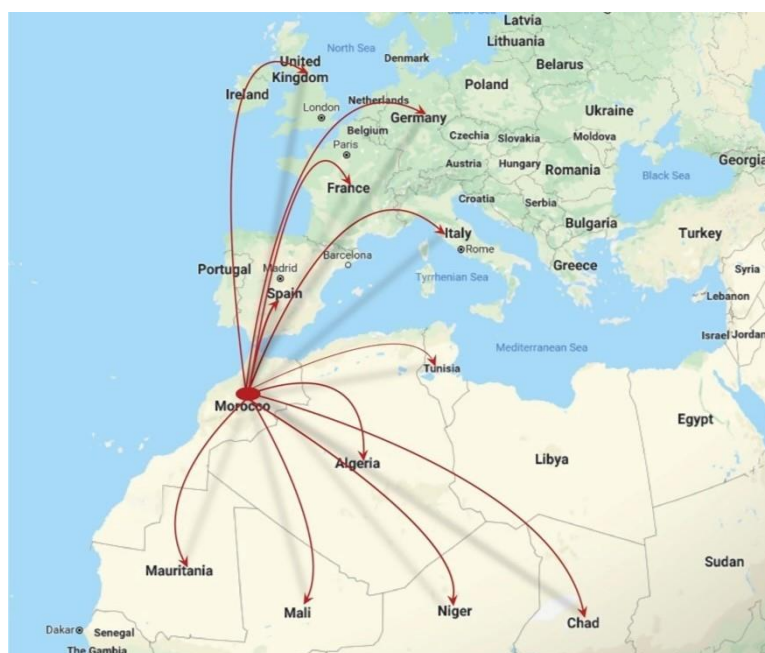 Latvia
North Sea
Lithuania
Denmark
United
Kingdom
Belarus
Ireland
Poland
Netherlands
London
Germany
Ukraine
Belgium
Czechia
Slovakia
Moldova
Paris
Austria
Hungary
Romania
Georgia
France
Black Sea
Croatia
Serbia
Bulgaria
Italy
Turkey
Rome
Portugal
Madrid
Barcelona
Greece
Syria
Tyrrhenian Sea
Spain
Lebanon
Israel
Jordan
Mediterranean Sea
Tunisia
Morocco
Egypt
Algeria
Libya
Mauritania
Sudan
Mali
Niger
Chad
Dakar
Senegal
The Gambia